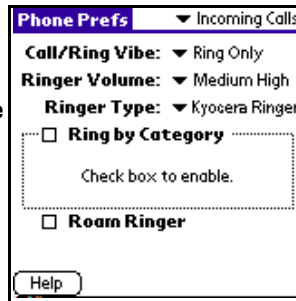 Phone Prefs ▼ Incoming Calls
Call/Ring Vibe: ▼ Ring Only
Ringer Volume: ▼ Medium High
Ringer Type: ▼ Kyocera Ringer
Ring by Category
Check box to enable.
Roam Ringer
Help